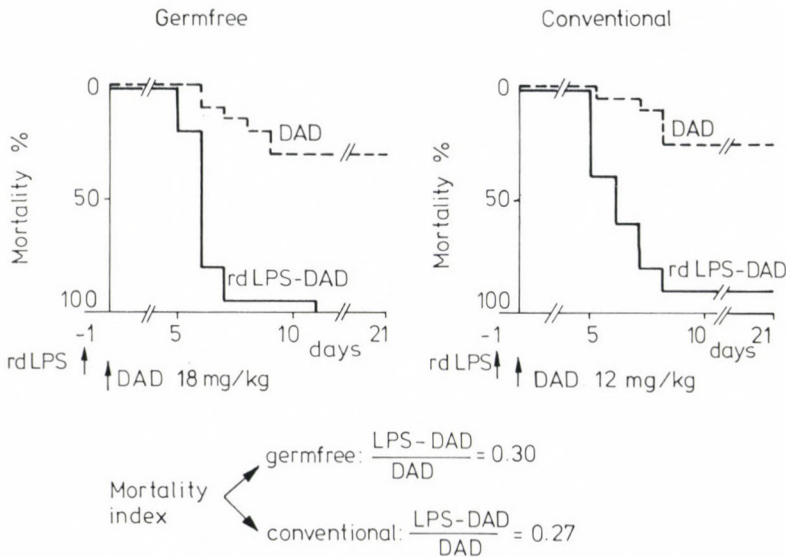 Germfree
Mortality %
0
50
100
DAD
rd LPS-DAD
-1
5
10
21
days
rd LPS
DAD 18 mg/kg
Conventional
Mortality %
0
50
100
DAD
rd LPS-DAD
-1
5
10
21
days
rd LPS
DAD 12 mg/kg
Mortality
index
germfree: LPS-DAD/DAD = 0.30
conventional: LPS-DAD/DAD = 0.27